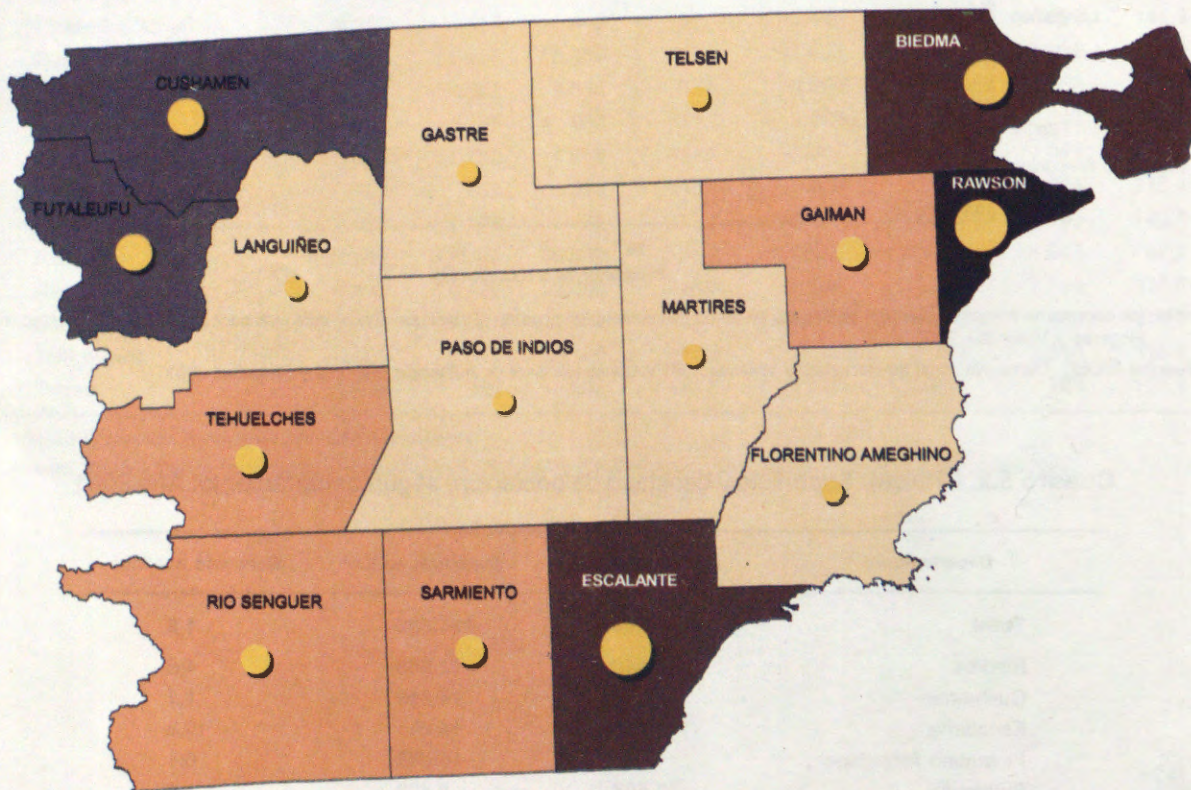 BIEDMA
TELSEN
CUSHAMEN
GASTRE
RAWSON
FUTALEUFU
GAIMAN
LANGUIÑEO
MARTIRES
PASO DE INDIOS
TEHUELCHES
FLORENTINO AMEGHINO
ESCALANTE
SARMIENTO
RIO SENGUER